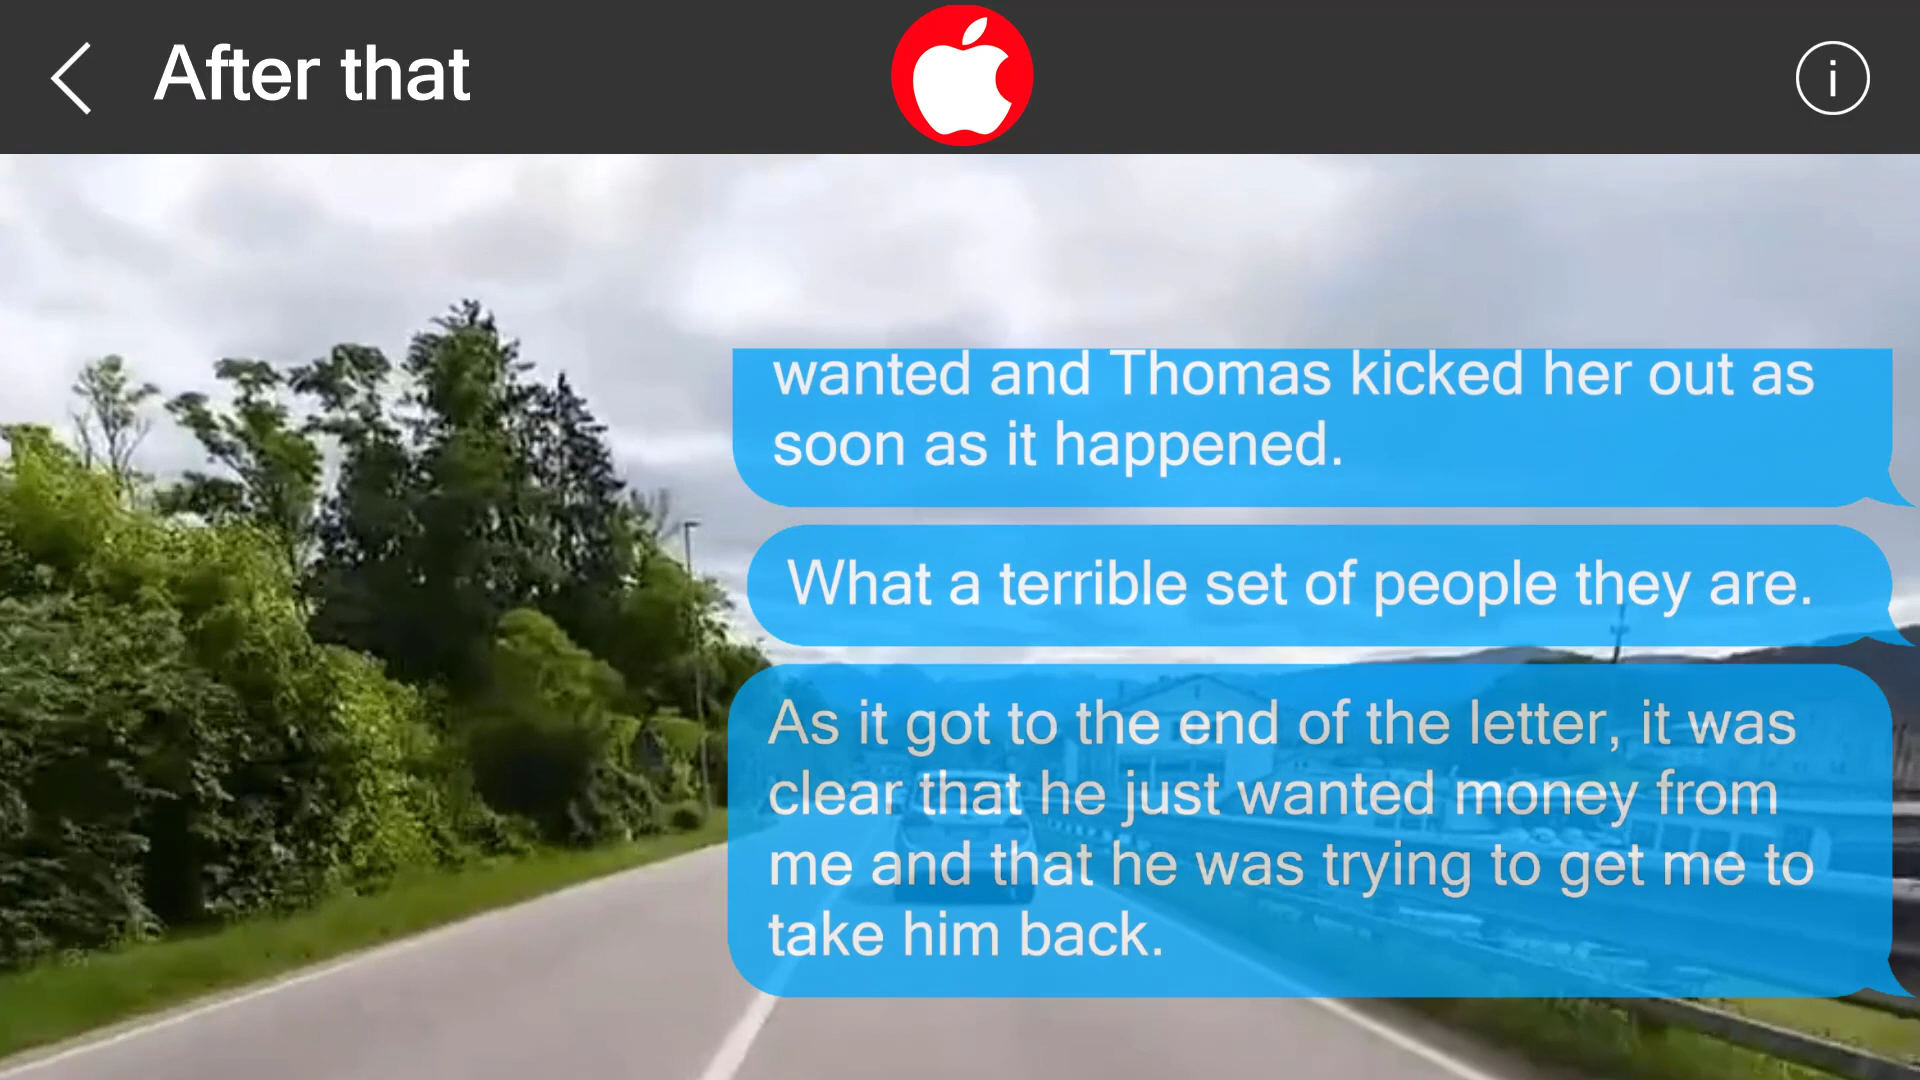 After that
i
wanted and Thomas kicked her out as
soon as it happened.
What a terrible set of people they are.
As it got to the end of the letter, it was
clear that he just wanted money from
me and that he was trying to get me to
take him back.